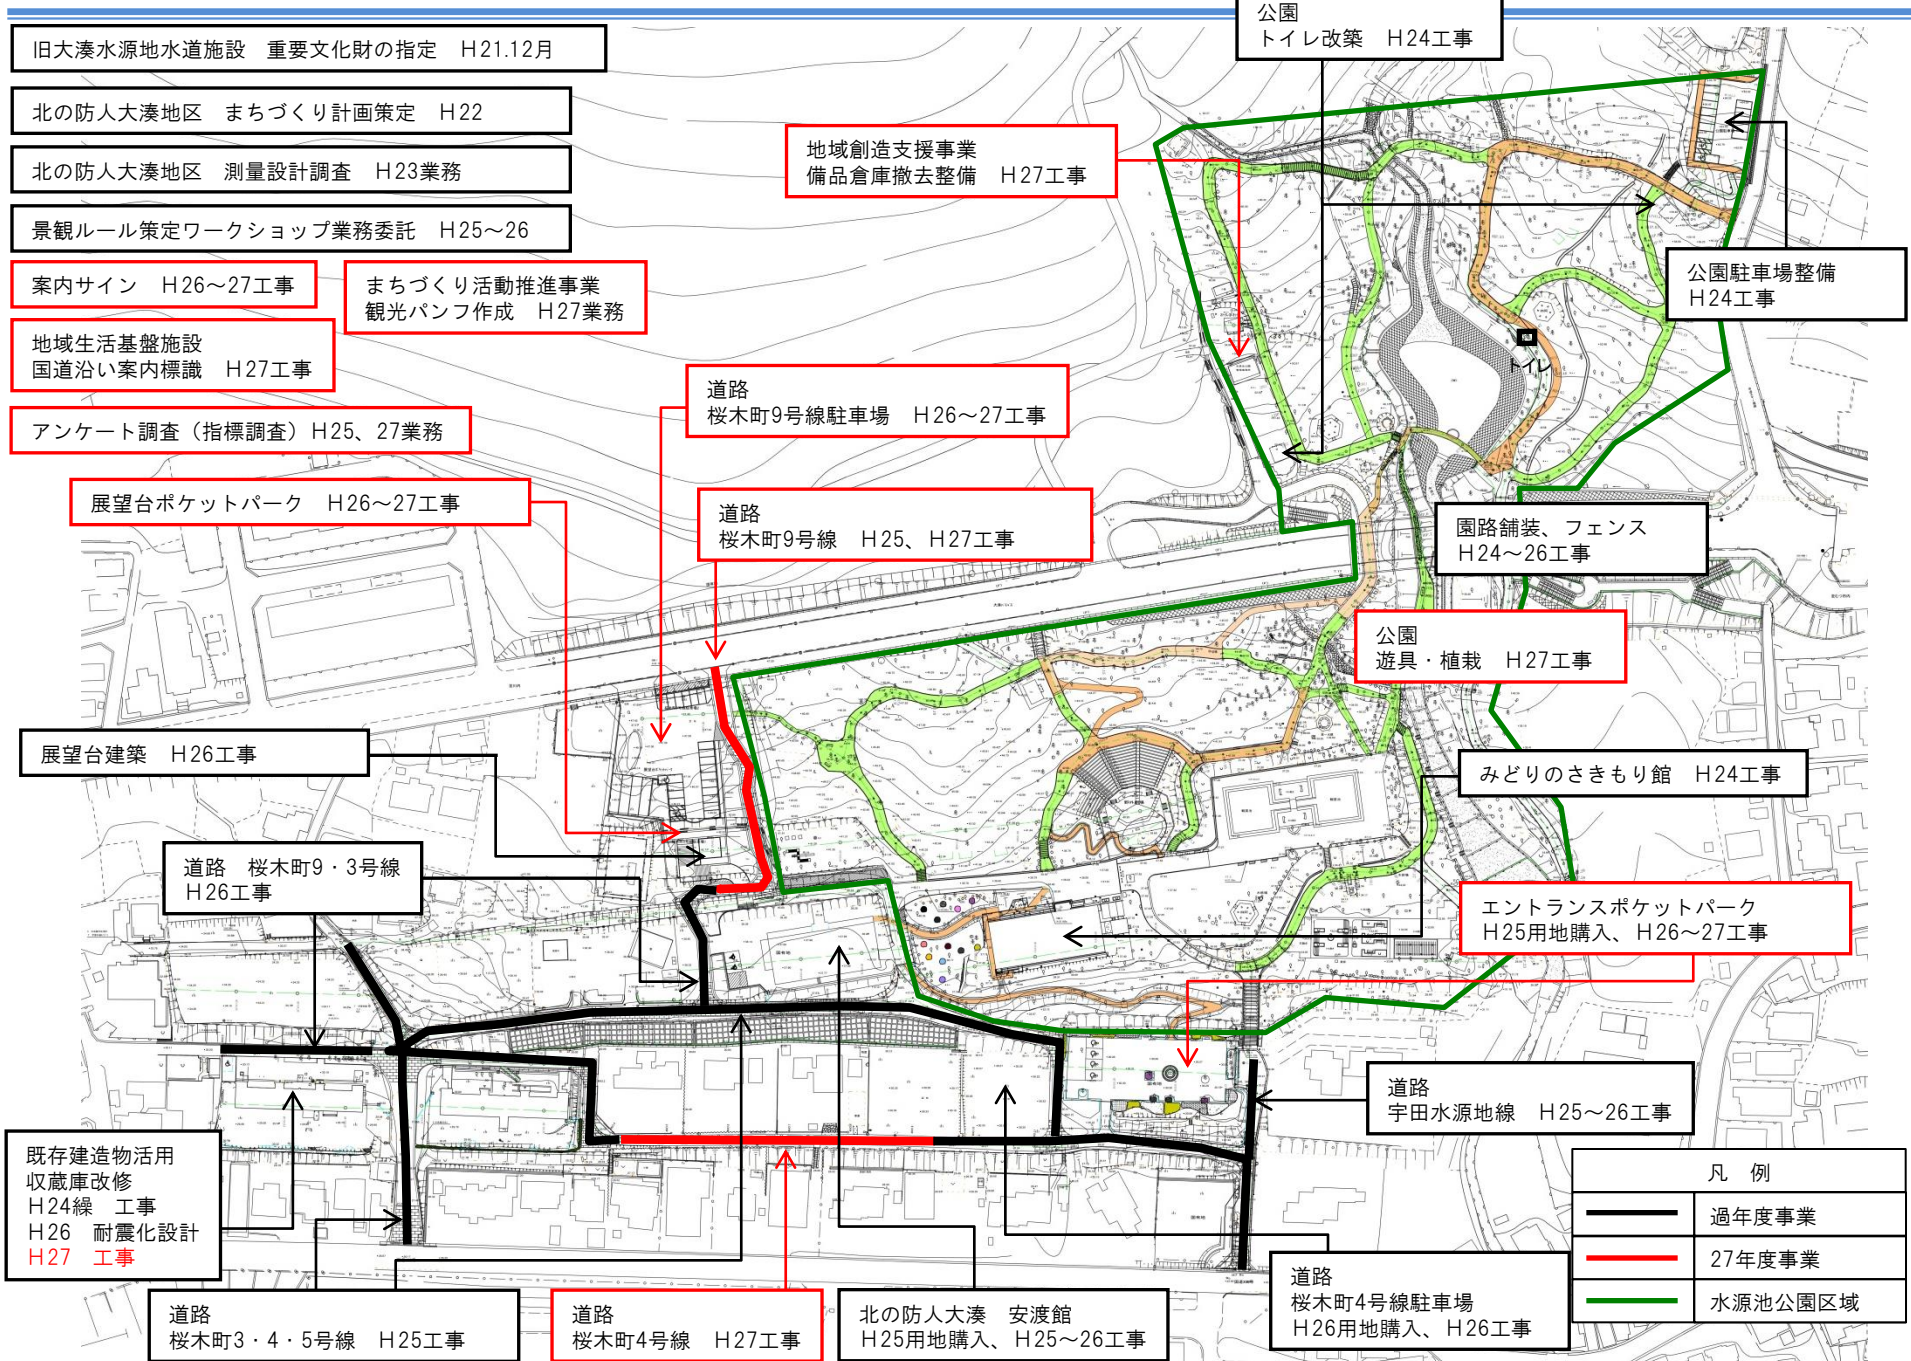 公園
トイレ改築　H24工事
旧大湊水源地水道施設　重要文化財の指定　H21.12月
北の防人大湊地区　まちづくり計画策定　H22
北の防人大湊地区　測量設計調査　H23業務
景観ルール策定ワークショップ業務委託　H25～26
案内サイン　H26～27工事
まちづくり活動推進事業
観光パンフ作成　H27業務
地域生活基盤施設
国道沿い案内標識　H27工事
アンケート調査（指標調査）H25、27業務
地域創造支援事業
備品倉庫撤去整備　H27工事
公園駐車場整備
H24工事
トイレ
道路
桜木町9号線駐車場　H26～27工事
展望台ポケットパーク　H26～27工事
道路
桜木町9号線　H25、H27工事
園路舗装、フェンス
H24～26工事
公園
遊具・植栽　H27工事
展望台建築　H26工事
みどりのさきもり館　H24工事
道路　桜木町9・3号線
H26工事
エントランスポケットパーク
H25用地購入、H26～27工事
道路
宇田水源地線　H25～26工事
既存建造物活用
収蔵庫改修
H24繰　工事
H26　耐震化設計
H27　工事
道路
桜木町3・4・5号線　H25工事
道路
桜木町4号線　H27工事
北の防人大湊　安渡館
H25用地購入、H25～26工事
道路
桜木町4号線駐車場
H26用地購入、H26工事
凡　例
過年度事業
27年度事業
水源池公園区域